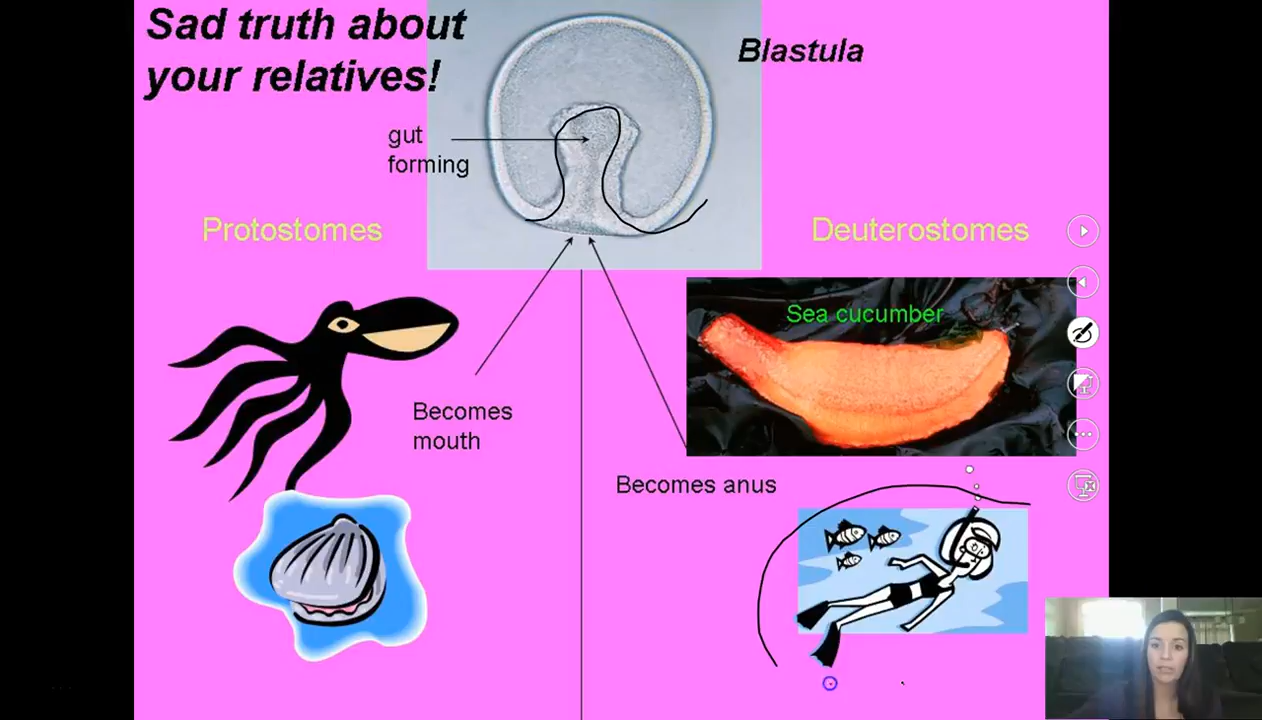 Sad truth about
your relatives!
Blastula
gut
forming
Protostomes
Deuterostomes
Sea cucumber
Becomes
mouth
Becomes anus